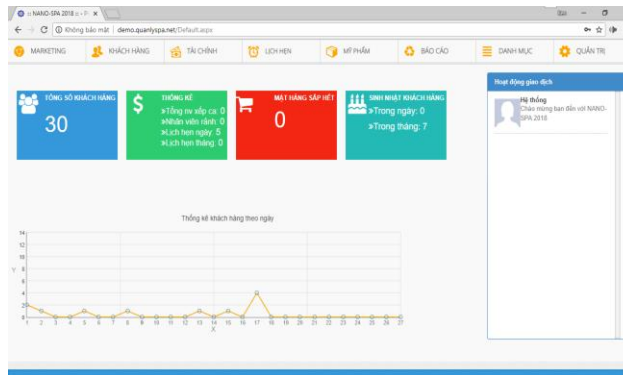 :: NANO-SPA 2018 :: - P
Không bảo mật | demo.quanlyspa.net/Default.aspx
MARKETING
KHÁCH HÀNG
TÀI CHÍNH
LỊCH HẸN
MỸ PHẨM
BÁO CÁO
DANH MỤC
QUẢN TRỊ
TỔNG SỐ KHÁCH HÀNG
30
THỐNG KÊ
»Tổng nv xếp ca: 0
»Nhân viên rảnh: 0
»Lịch hẹn ngày: 5
»Lịch hẹn tháng: 0
MẶT HÀNG SẮP HẾT
0
SINH NHẬT KHÁCH HÀNG
»Trong ngày: 0
»Trong tháng: 7
Hoạt động giao dịch
Hệ thống
Chào mừng bạn đến với NANO-
SPA 2018
Thống kê khách hàng theo ngày
14
12
10
8
Y
6
4
2
0
1 2 3 4 5 6 7 8 9 10 11 12 13 14 15 16 17 18 19 20 21 22 23 24 25 26 27
X